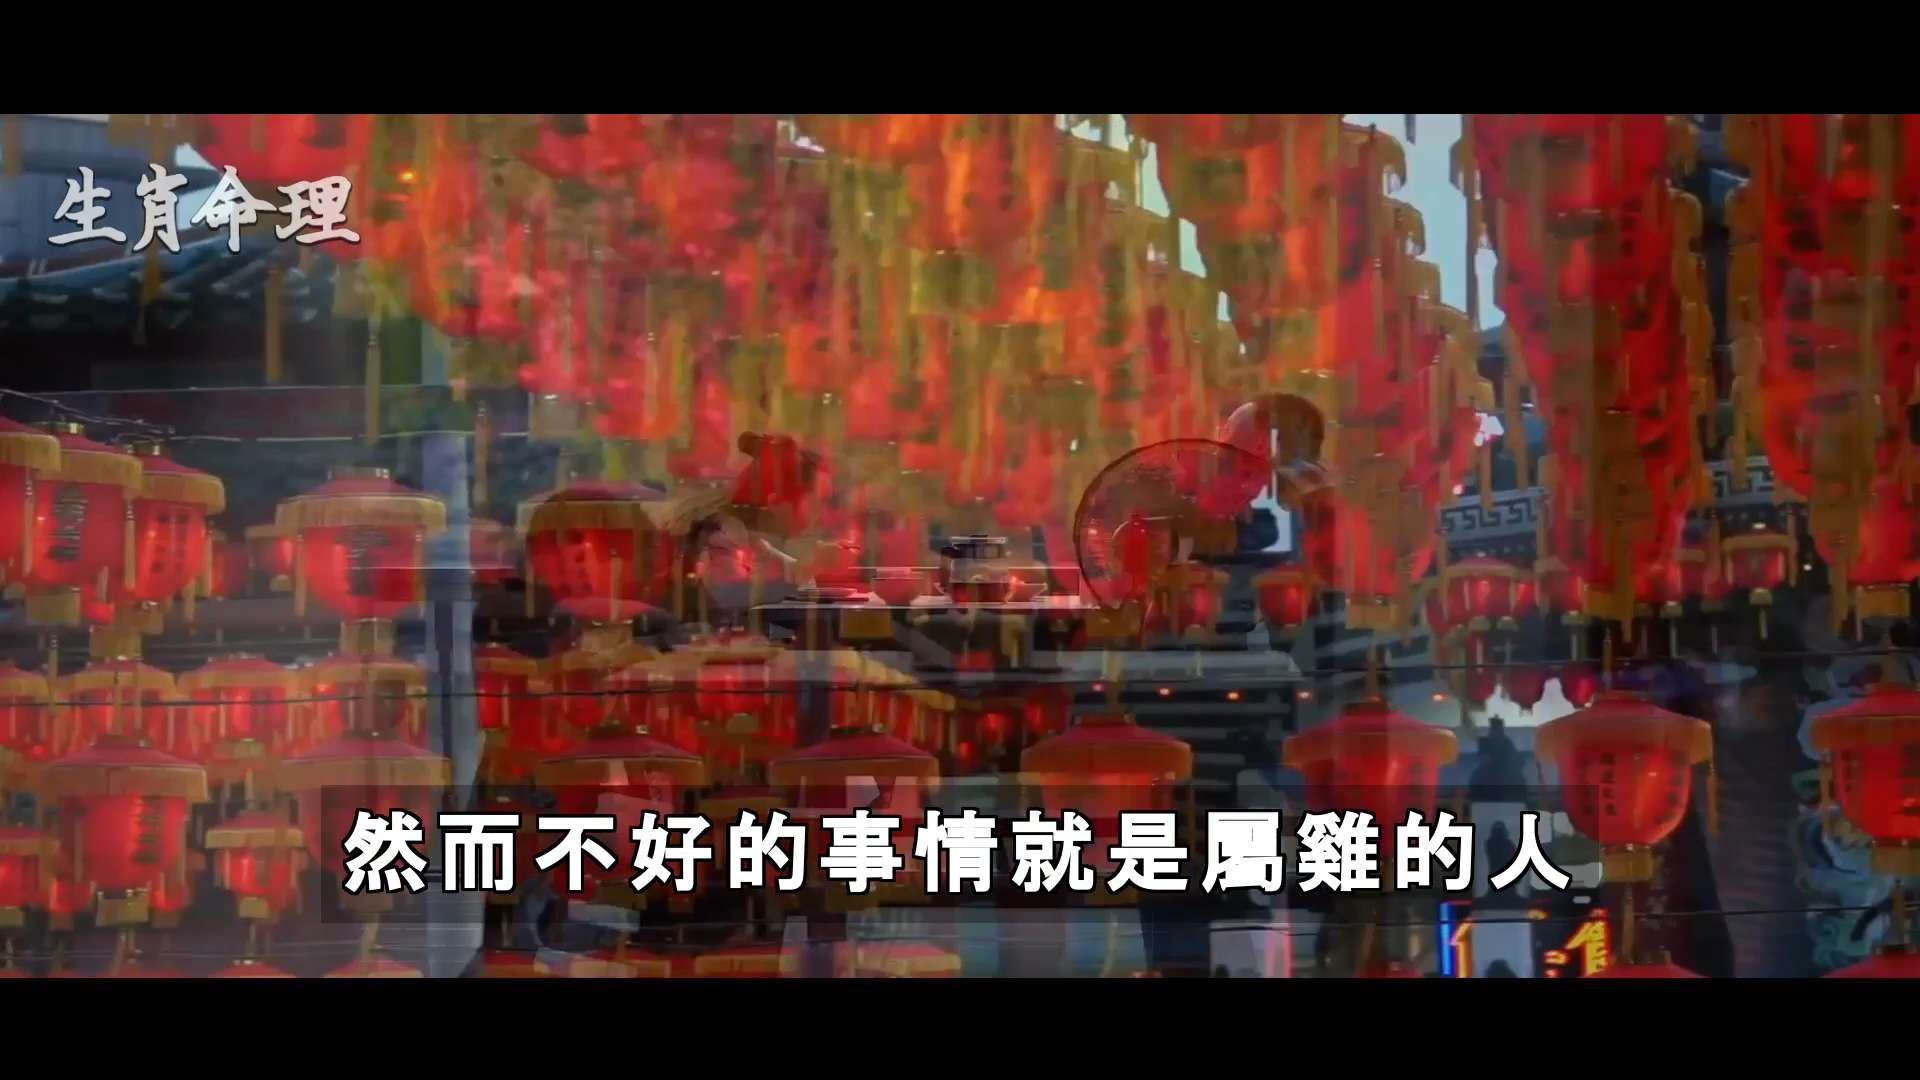 生肖命理
然而不好的事情就是屬雞的人